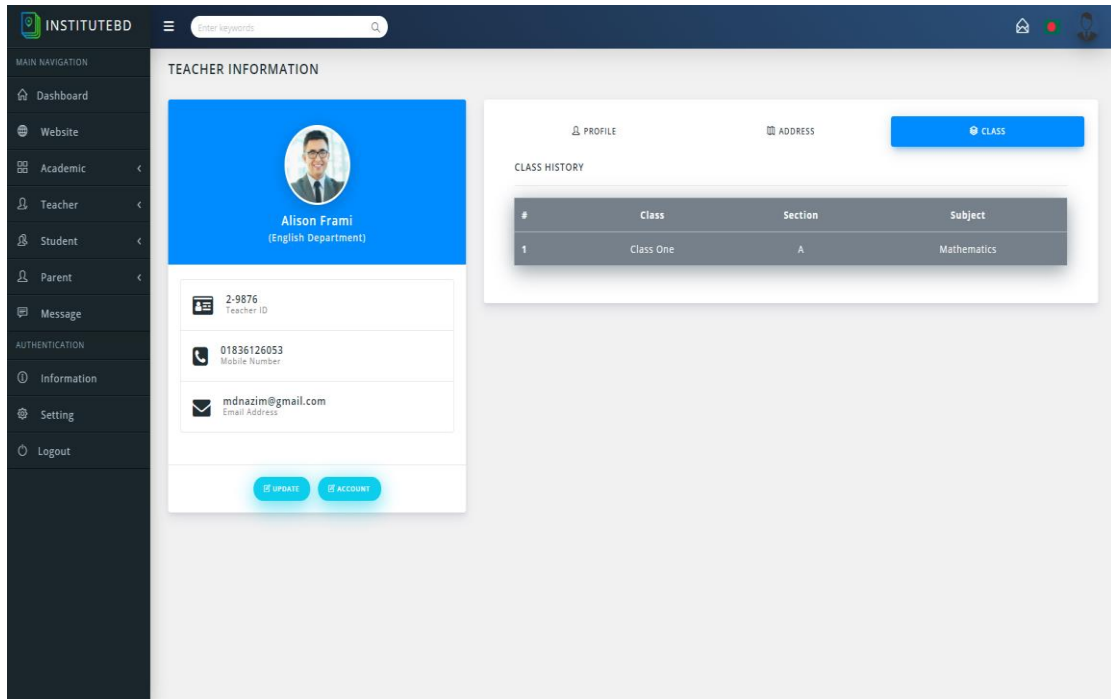 INSTITUTEBD
Enter keywords
MAIN NAVIGATION
Dashboard
Website
Academic
Teacher
Student
Parent
Message
AUTHENTICATION
Information
Setting
Logout
TEACHER INFORMATION
Alison Frami
(English Department)
2-9876
Teacher ID
01836126053
Mobile Number
mdnazim@gmail.com
Email Address
UPDATE ACCOUNT
PROFILE ADDRESS CLASS
CLASS HISTORY
# Class Section Subject
1 Class One A Mathematics